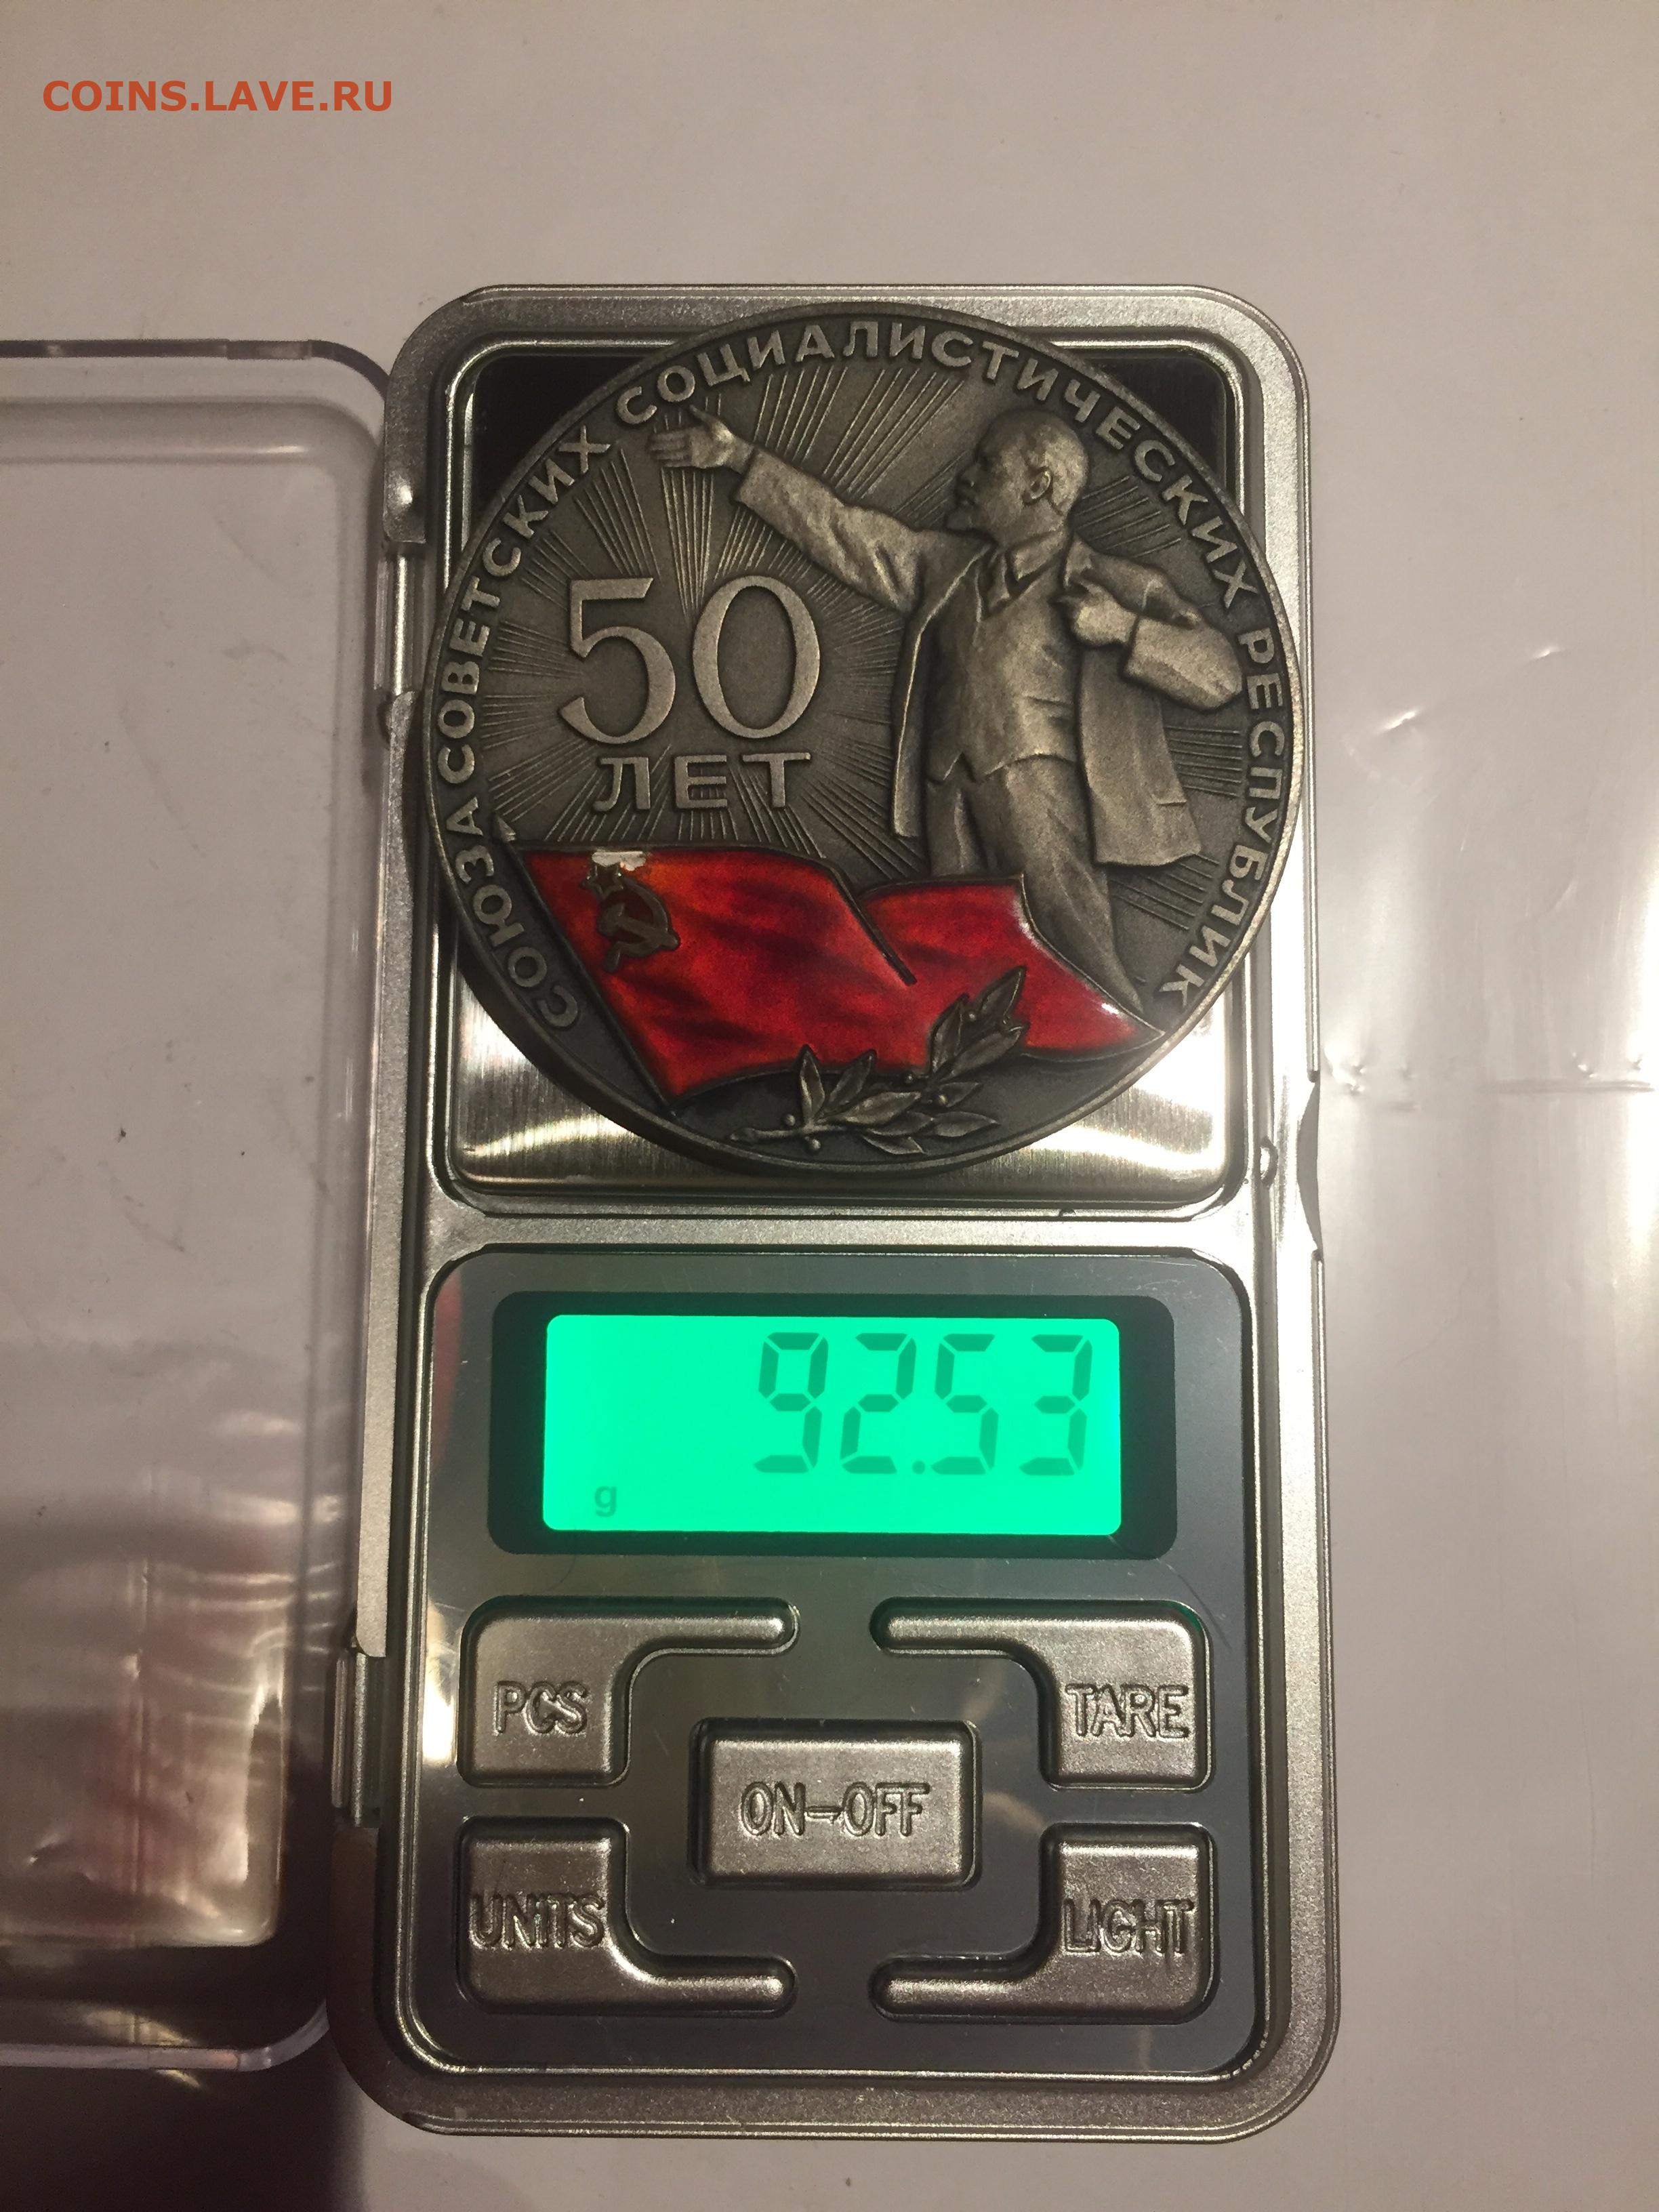 COINS.LAVE.RU
СОЮЗА СОВЕТСКИХ СОЦИАЛИСТИЧЕСКИХ РЕСПУБЛИК
50
ЛЕТ
92.53
g
PCS
TARE
ON-OFF
UNITS
LIGHT